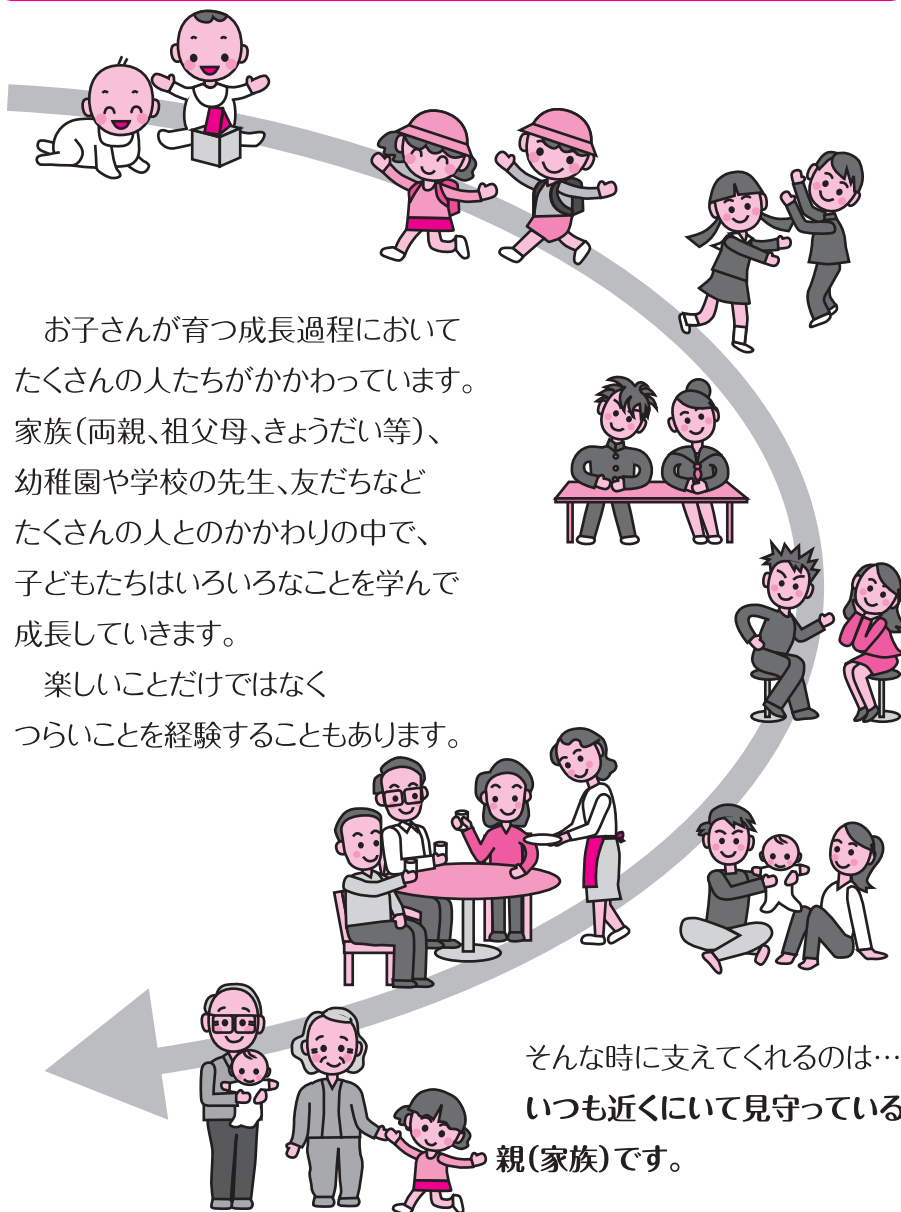 お子さんが育つ成長過程において
たくさんの人たちがかかわっています。
家族(両親、祖父母、きょうだい等)、
幼稚園や学校の先生、友だちなど
たくさんの人とのかかわりの中で、
子どもたちはいろいろなことを学んで
成長していきます。
楽しいことだけではなく
つらいことを経験することもあります。
そんな時に支えてくれるのは…
いつも近くにいて見守っている
親(家族)です。